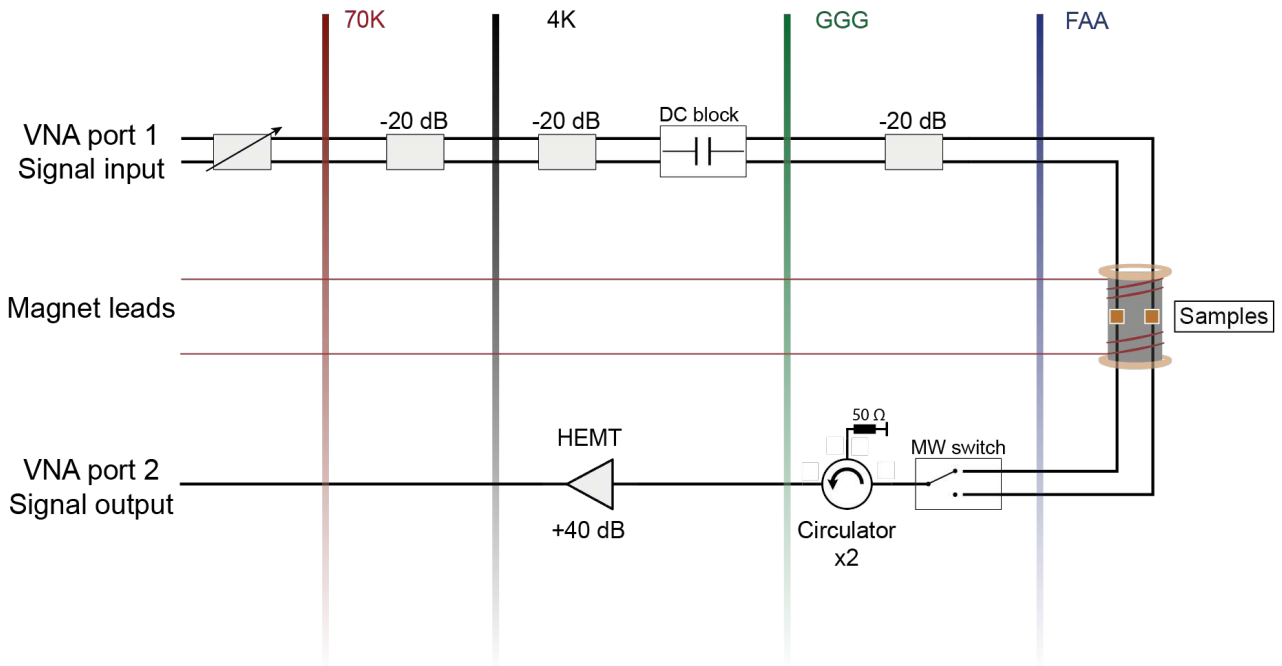 70K
4K
GGG
FAA
VNA port 1
Signal input
-20 dB
-20 dB
DC block
-20 dB
Magnet leads
Samples
VNA port 2
Signal output
HEMT
+40 dB
50 Ω
Circulator
x2
MW switch